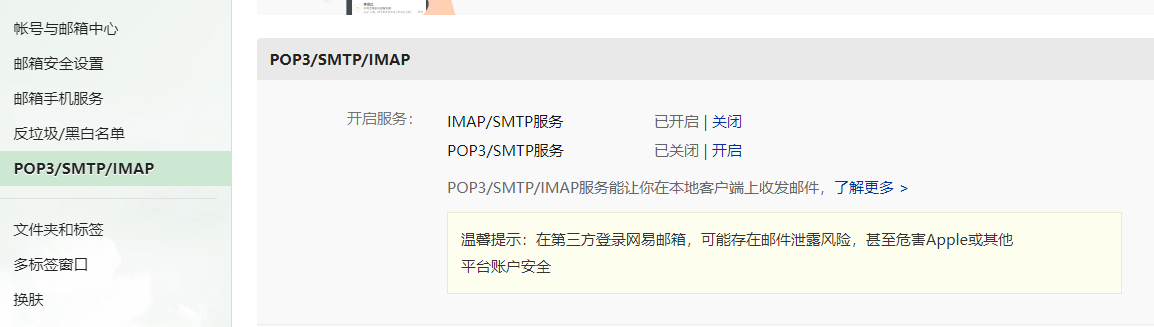 帐号与邮箱中心
邮箱安全设置
邮箱手机服务
反垃圾/黑白名单
POP3/SMTP/IMAP
文件夹和标签
多标签窗口
换肤
POP3/SMTP/IMAP
开启服务：
IMAP/SMTP服务 已开启 | 关闭
POP3/SMTP服务 已关闭 | 开启
POP3/SMTP/IMAP服务能让你在本地客户端上收发邮件，了解更多 >
温馨提示：在第三方登录网易邮箱，可能存在邮件泄露风险，甚至危害Apple或其他
平台账户安全